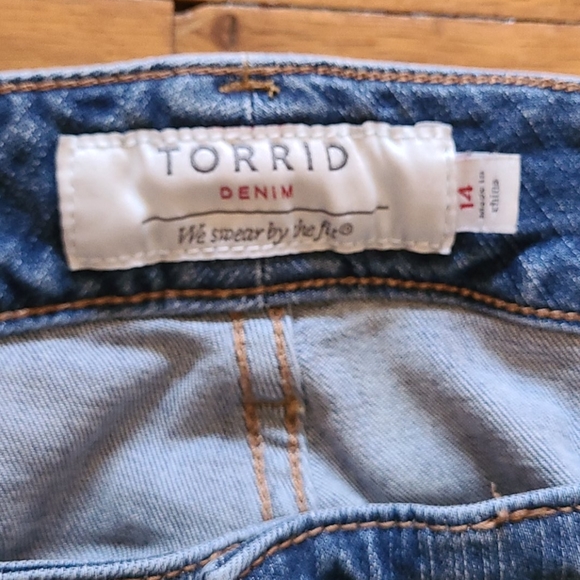 TORRID
DENIM
We swear by the fit®
14
Made in
China